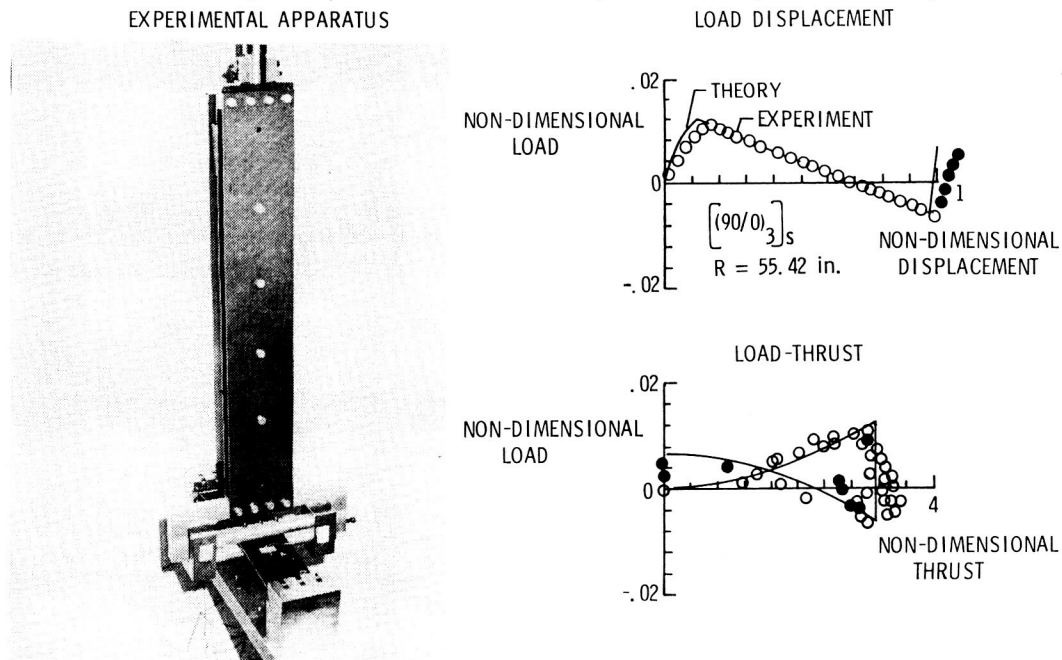 EXPERIMENTAL APPARATUS
LOAD DISPLACEMENT
.02
THEORY
EXPERIMENT
NON-DIMENSIONAL
LOAD
0
1
[(90/0)3]s
R = 55.42 in.
NON-DIMENSIONAL
DISPLACEMENT
-.02
LOAD-THRUST
.02
NON-DIMENSIONAL
LOAD
0
4
NON-DIMENSIONAL
THRUST
-.02